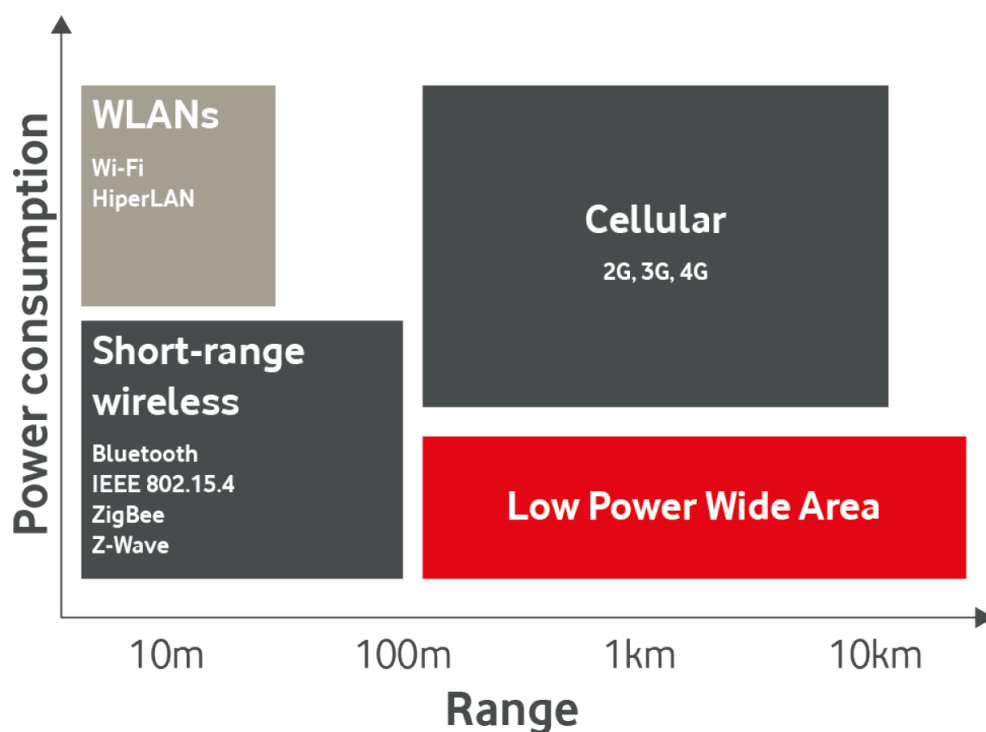 Power consumption
WLANs
Wi-Fi
HiperLAN
Cellular
2G, 3G, 4G
Short-range
wireless
Bluetooth
IEEE 802.15.4
ZigBee
Z-Wave
Low Power Wide Area
10m 100m 1km 10km
Range